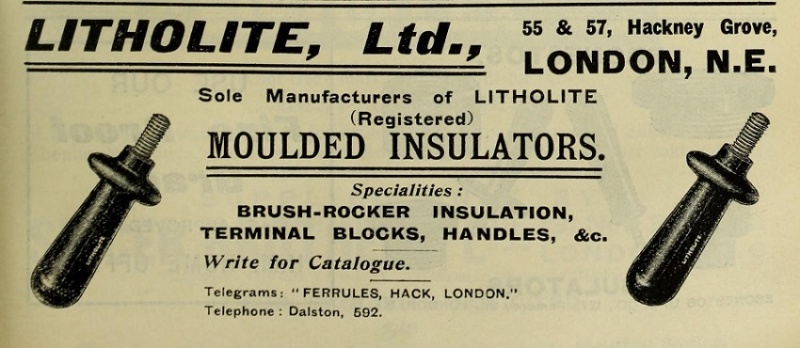 LITHOLITE, Ltd.,
55 & 57, Hackney Grove,
LONDON, N.E.
Sole Manufacturers of LITHOLITE
(Registered)
MOULDED INSULATORS.
Specialities:
BRUSH-ROCKER INSULATION,
TERMINAL BLOCKS, HANDLES, &c.
Write for Catalogue.
Telegrams: "FERRULES, HACK, LONDON."
Telephone: Dalston, 592.